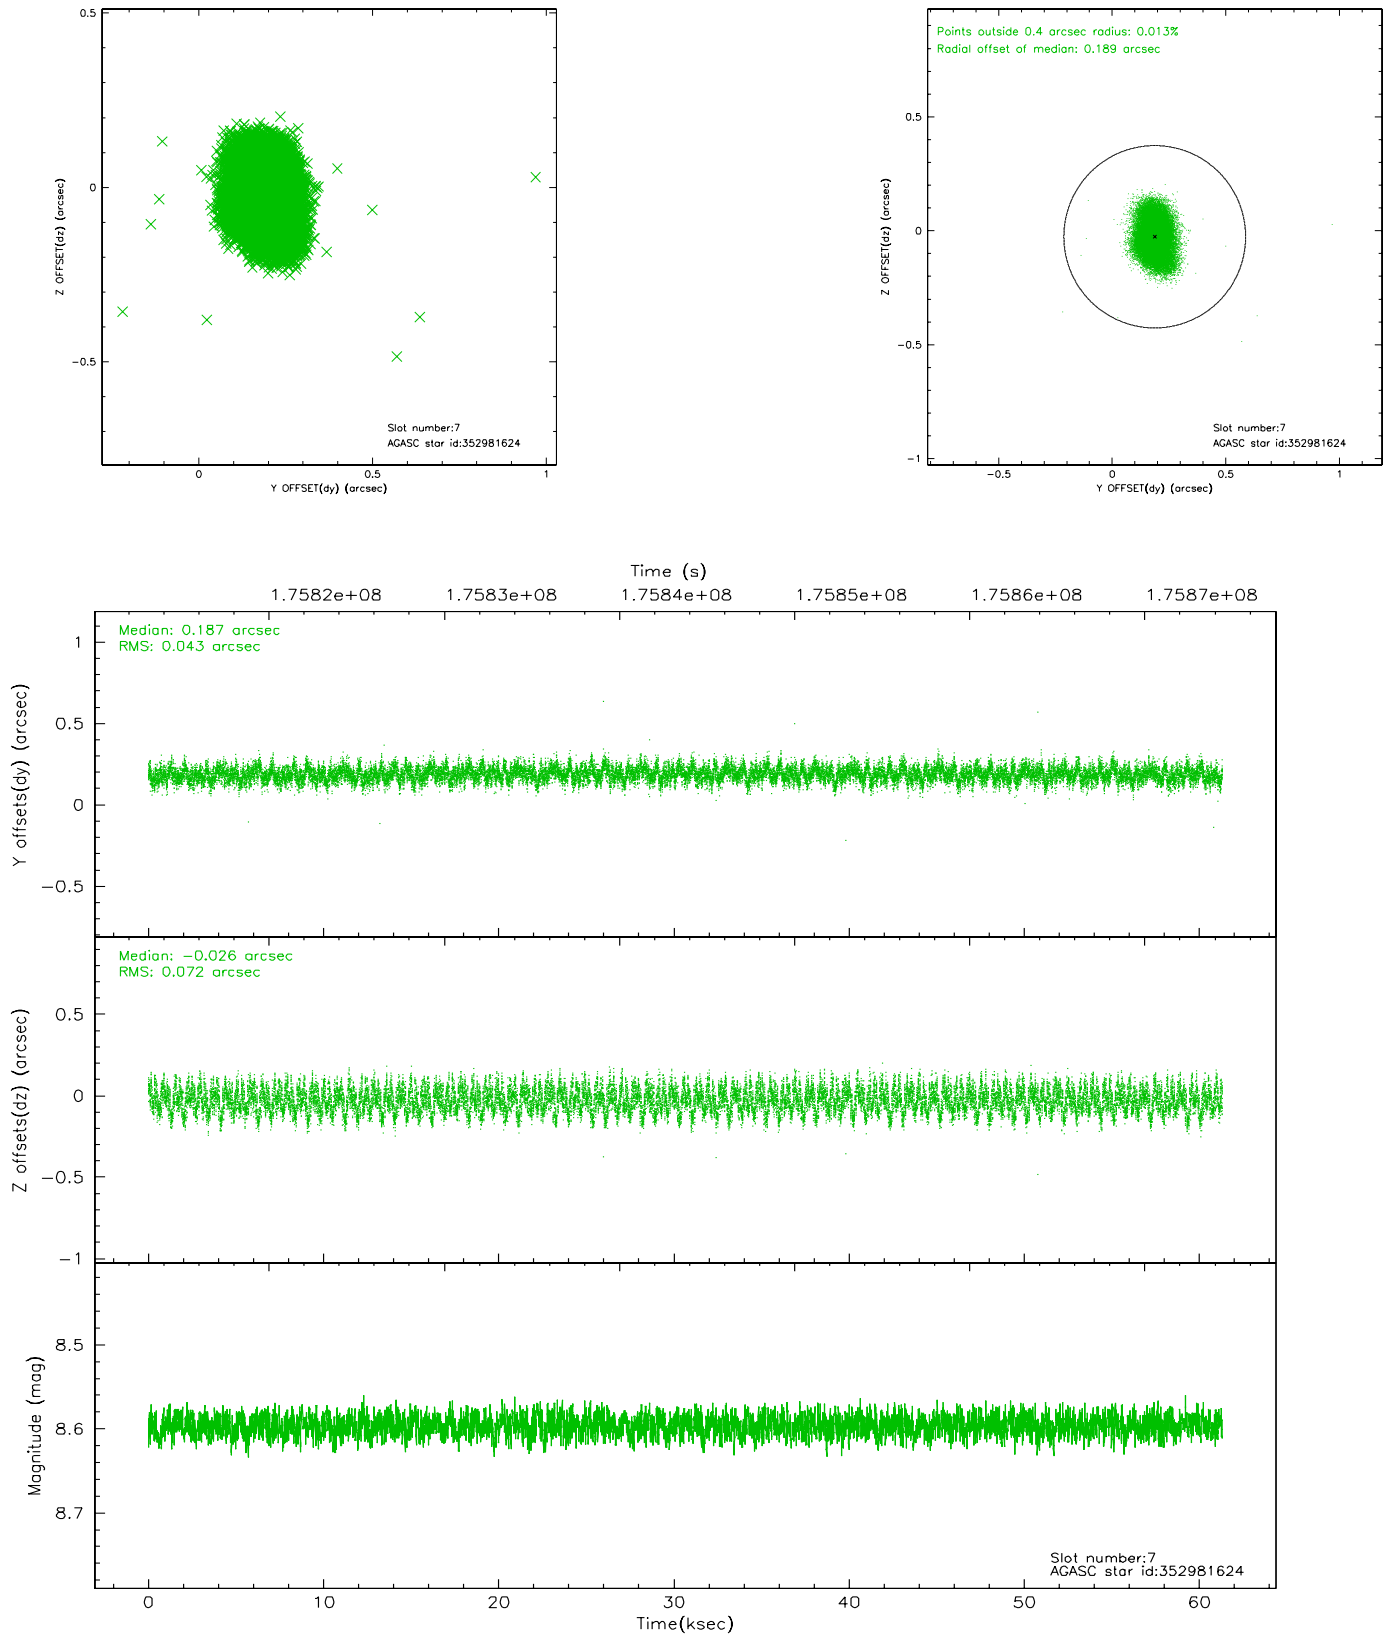 0.5
0
-0.5
Z OFFSET(dz) (arcsec)
Slot number:7
AGASC star id:352981624
0
0.5
1
Y OFFSET(dy) (arcsec)
Points outside 0.4 arcsec radius: 0.013%
Radial offset of median: 0.189 arcsec
0.5
0
-0.5
-1
Z OFFSET(dz) (arcsec)
Slot number:7
AGASC star id:352981624
-0.5
0
0.5
1
Y OFFSET(dy) (arcsec)
Time (s)
1.7582e+08 1.7583e+08 1.7584e+08 1.7585e+08 1.7586e+08 1.7587e+08
Median: 0.187 arcsec
RMS: 0.043 arcsec
1
0.5
0
-0.5
Y offsets(dy) (arcsec)
Median: -0.026 arcsec
RMS: 0.072 arcsec
0.5
0
-0.5
-1
Z offsets(dz) (arcsec)
8.5
8.6
8.7
Magnitude (mag)
Slot number:7
AGASC star id:352981624
0 10 20 30 40 50 60
Time(ksec)